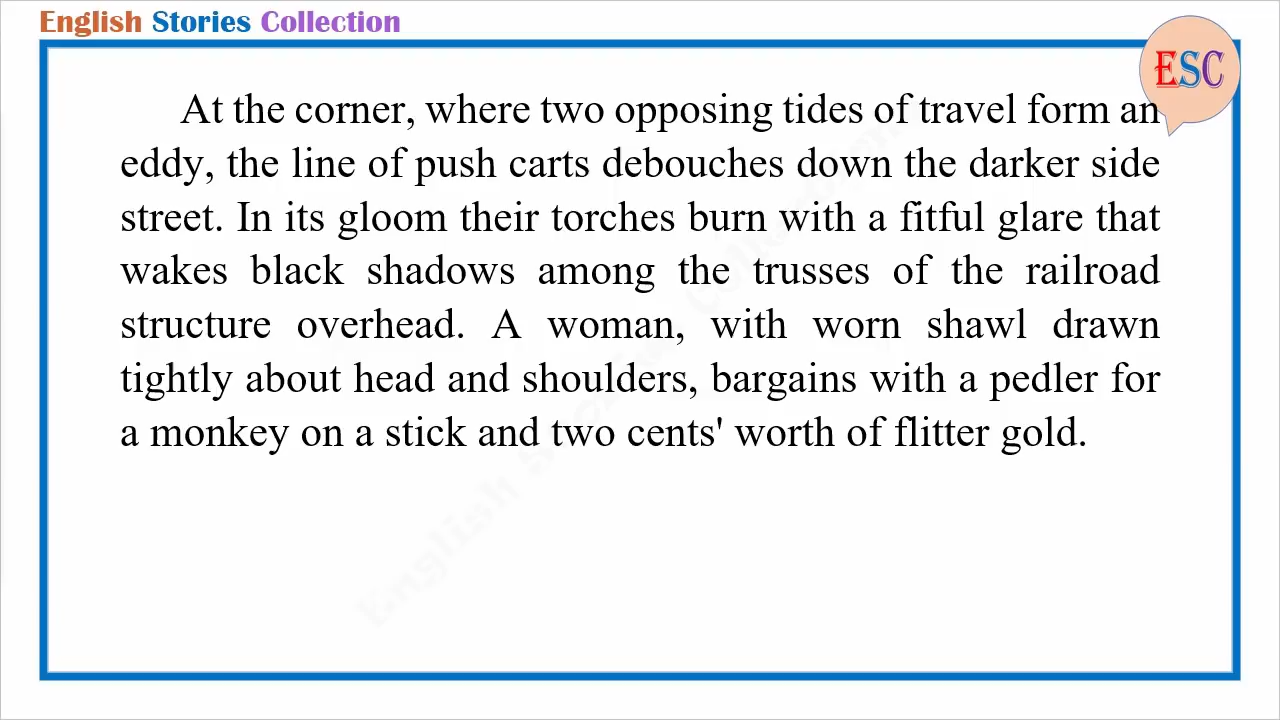 English Stories Collection
ESC
At the corner, where two opposing tides of travel form an
eddy, the line of push carts debouches down the darker side
street. In its gloom their torches burn with a fitful glare that
wakes black shadows among the trusses of the railroad
structure overhead. A woman, with worn shawl drawn
tightly about head and shoulders, bargains with a pedler for
a monkey on a stick and two cents' worth of flitter gold.
English Stories Collection